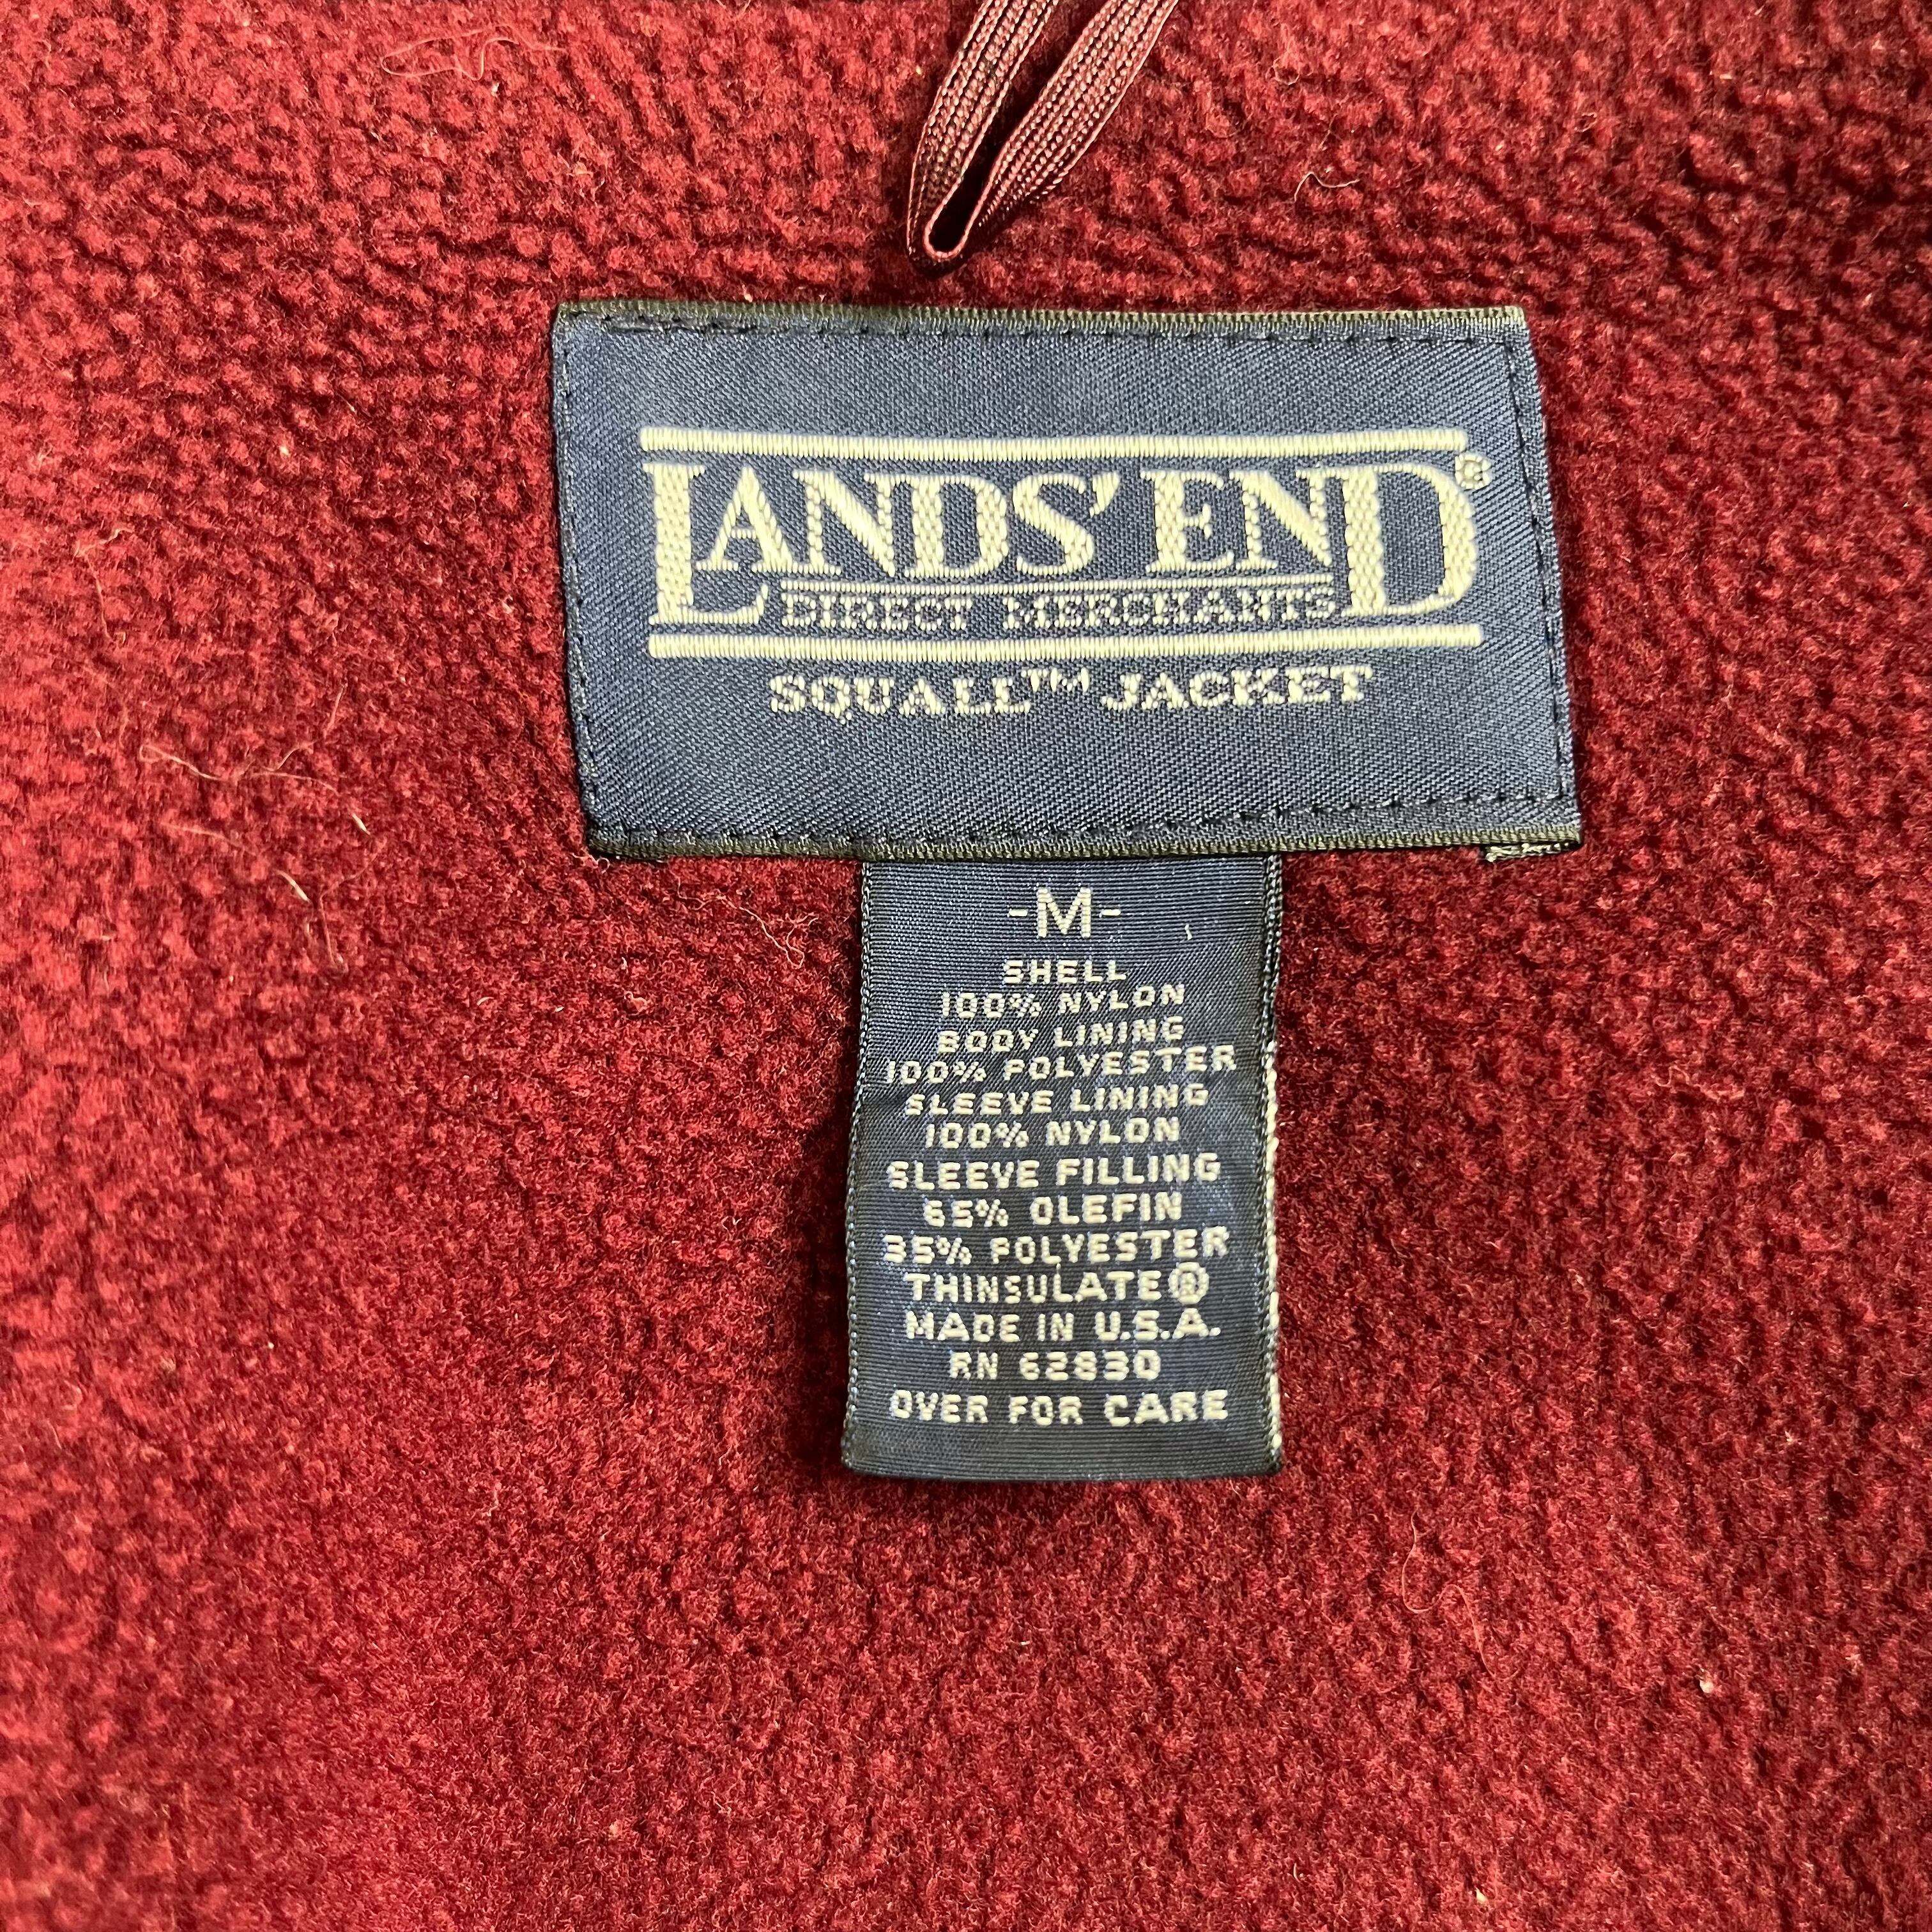 LANDS' END®
DIRECT MERCHANTS
SQUALL™ JACKET
-M-
SHELL
100% NYLON
BODY LINING
100% POLYESTER
SLEEVE LINING
100% NYLON
SLEEVE FILLING
65% OLEFIN
35% POLYESTER
THINSULATE®
MADE IN U.S.A.
RN 62830
OVER FOR CARE